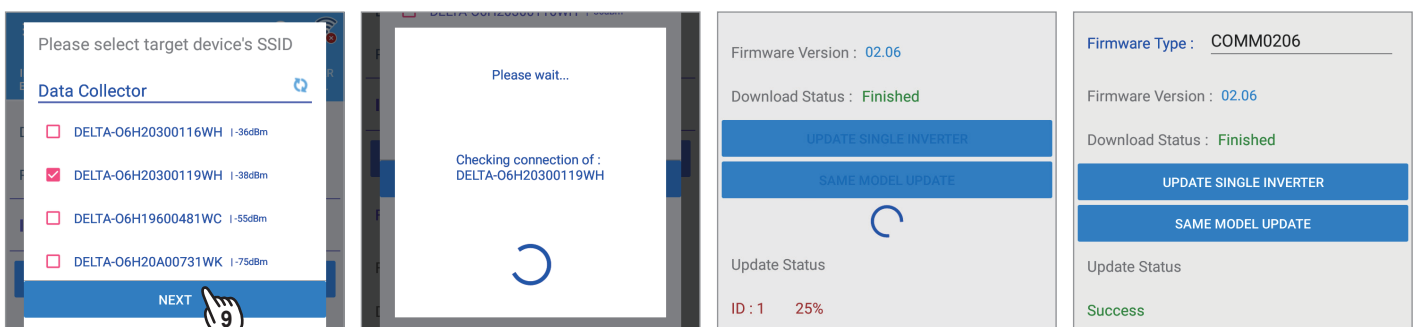 Please select target device's SSID
Data Collector
DELTA-O6H20300116WH | -36dBm
DELTA-O6H20300119WH | -38dBm
DELTA-O6H19600481WC | -55dBm
DELTA-O6H20A00731WK | -75dBm
NEXT
9
Please wait...
Checking connection of :
DELTA-O6H20300119WH
Firmware Version : 02.06
Download Status : Finished
UPDATE SINGLE INVERTER
SAME MODEL UPDATE
Update Status
ID : 1 25%
Firmware Type : COMM0206
Firmware Version : 02.06
Download Status : Finished
UPDATE SINGLE INVERTER
SAME MODEL UPDATE
Update Status
Success